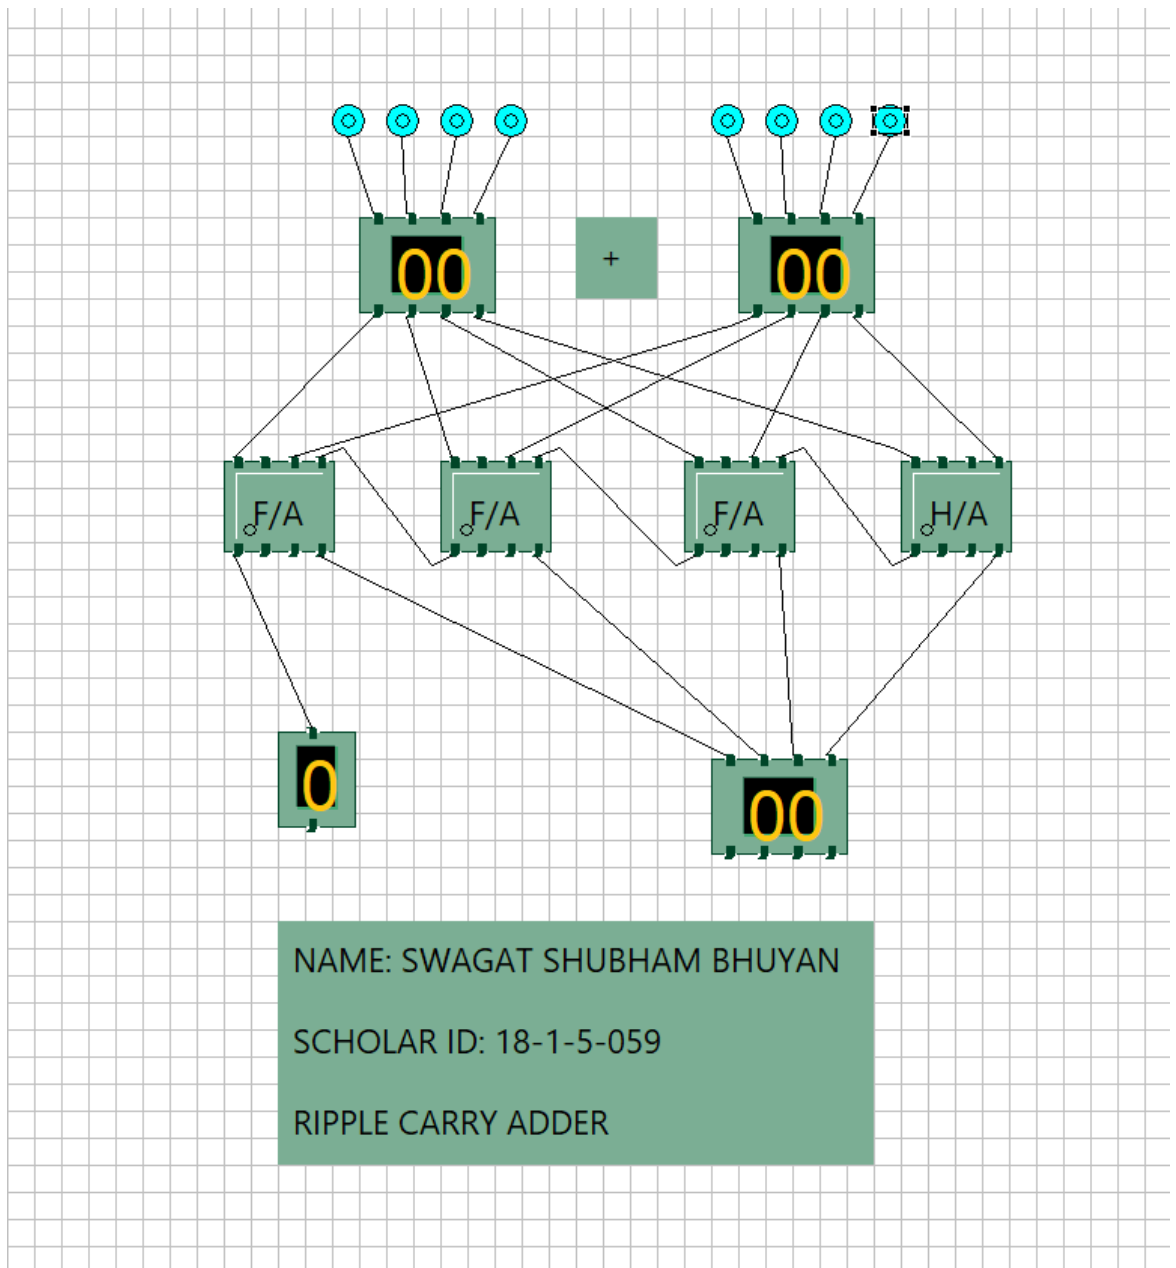 00 + 00
F/A F/A F/A H/A
0 00
NAME: SWAGAT SHUBHAM BHUYAN
SCHOLAR ID: 18-1-5-059
RIPPLE CARRY ADDER